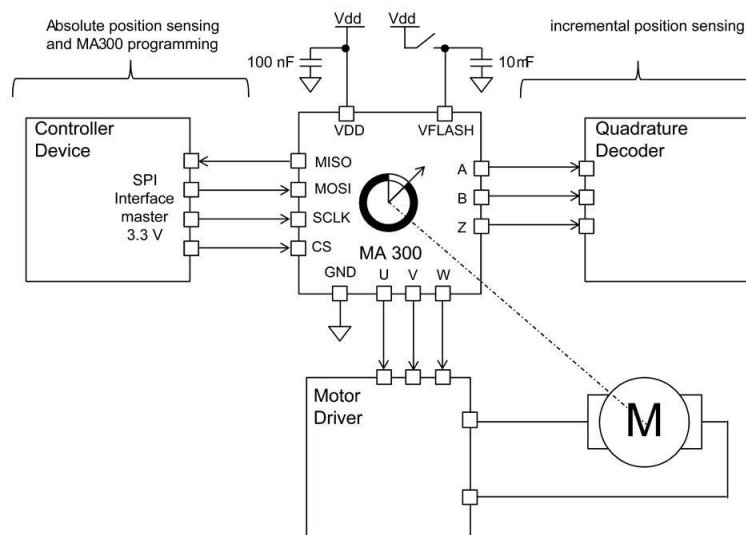 Absolute position sensing
and MA300 programming
Vdd
Vdd
incremental position sensing
100 nF
10mF
Controller
Device
VDD
VFLASH
Quadrature
Decoder
SPI
Interface
master
3.3 V
MISO
MOSI
SCLK
CS
A
B
Z
MA 300
GND
U
V
W
Motor
Driver
M